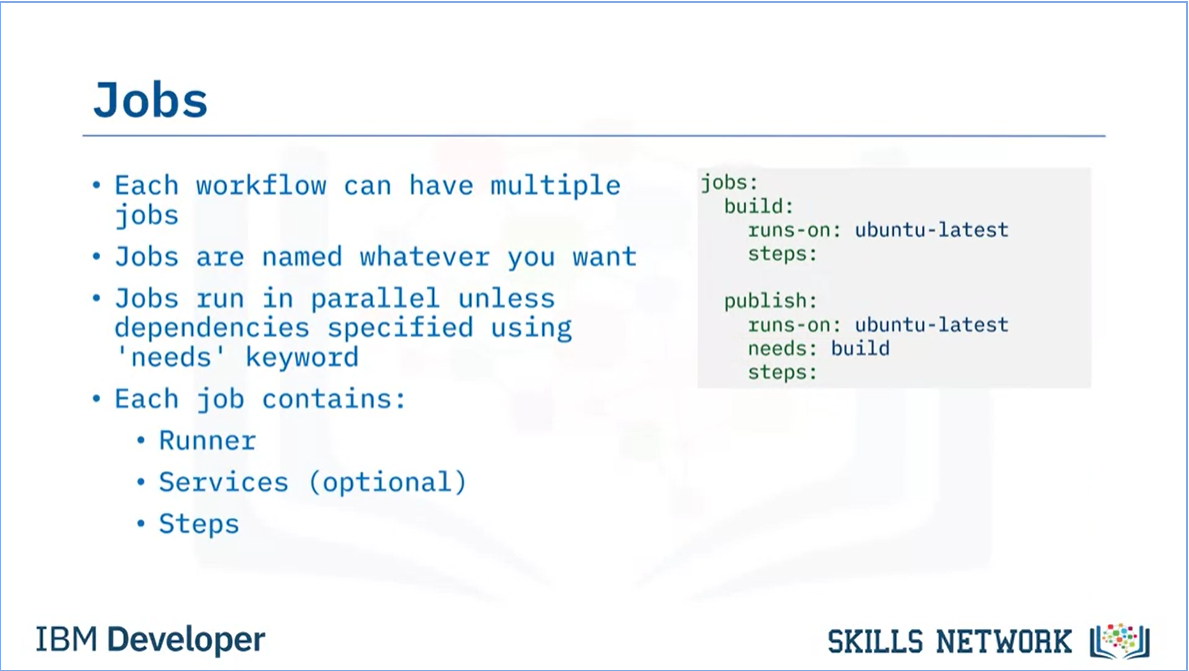 Jobs
• Each workflow can have multiple
jobs
• Jobs are named whatever you want
• Jobs run in parallel unless
dependencies specified using
'needs' keyword
• Each job contains:
• Runner
• Services (optional)
• Steps
jobs:
  build:
    runs-on: ubuntu-latest
    steps:

  publish:
    runs-on: ubuntu-latest
    needs: build
    steps:
IBM Developer
SKILLS NETWORK